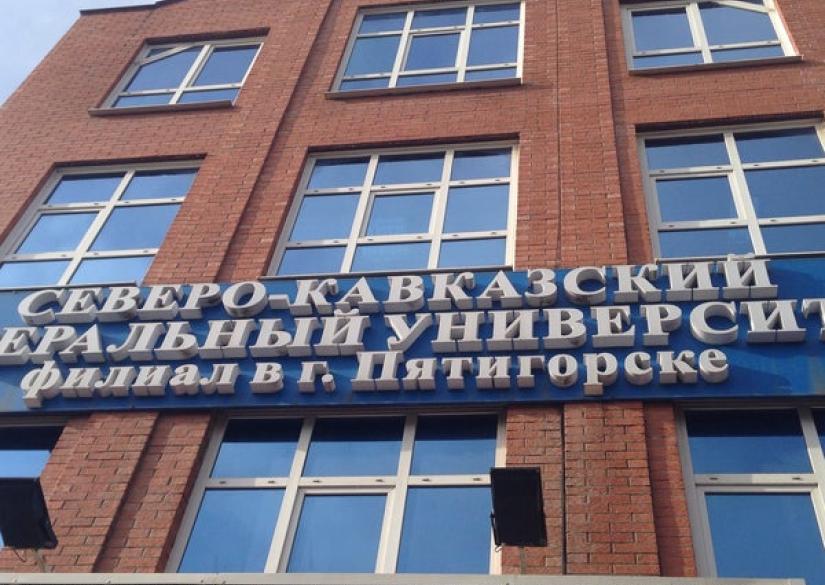 СЕВЕРО-КАВКАЗСКИЙ
ЕРАЛЬНЫЙ УНИВЕРСИТ
филиал в г. Пятигорске